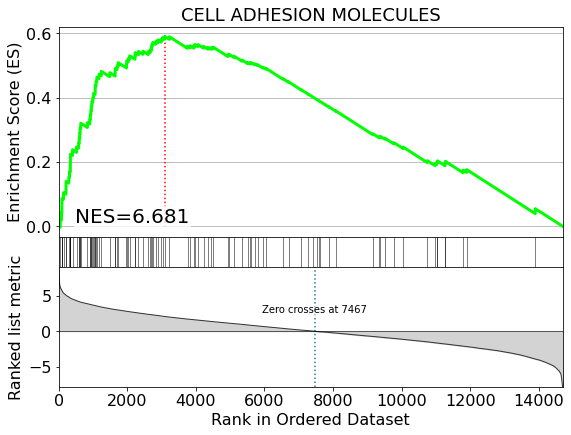 CELL ADHESION MOLECULES
Enrichment Score (ES)
0.6
0.4
0.2
0.0
NES=6.681
Ranked list metric
5
0
−5
Zero crosses at 7467
0 2000 4000 6000 8000 10000 12000 14000
Rank in Ordered Dataset